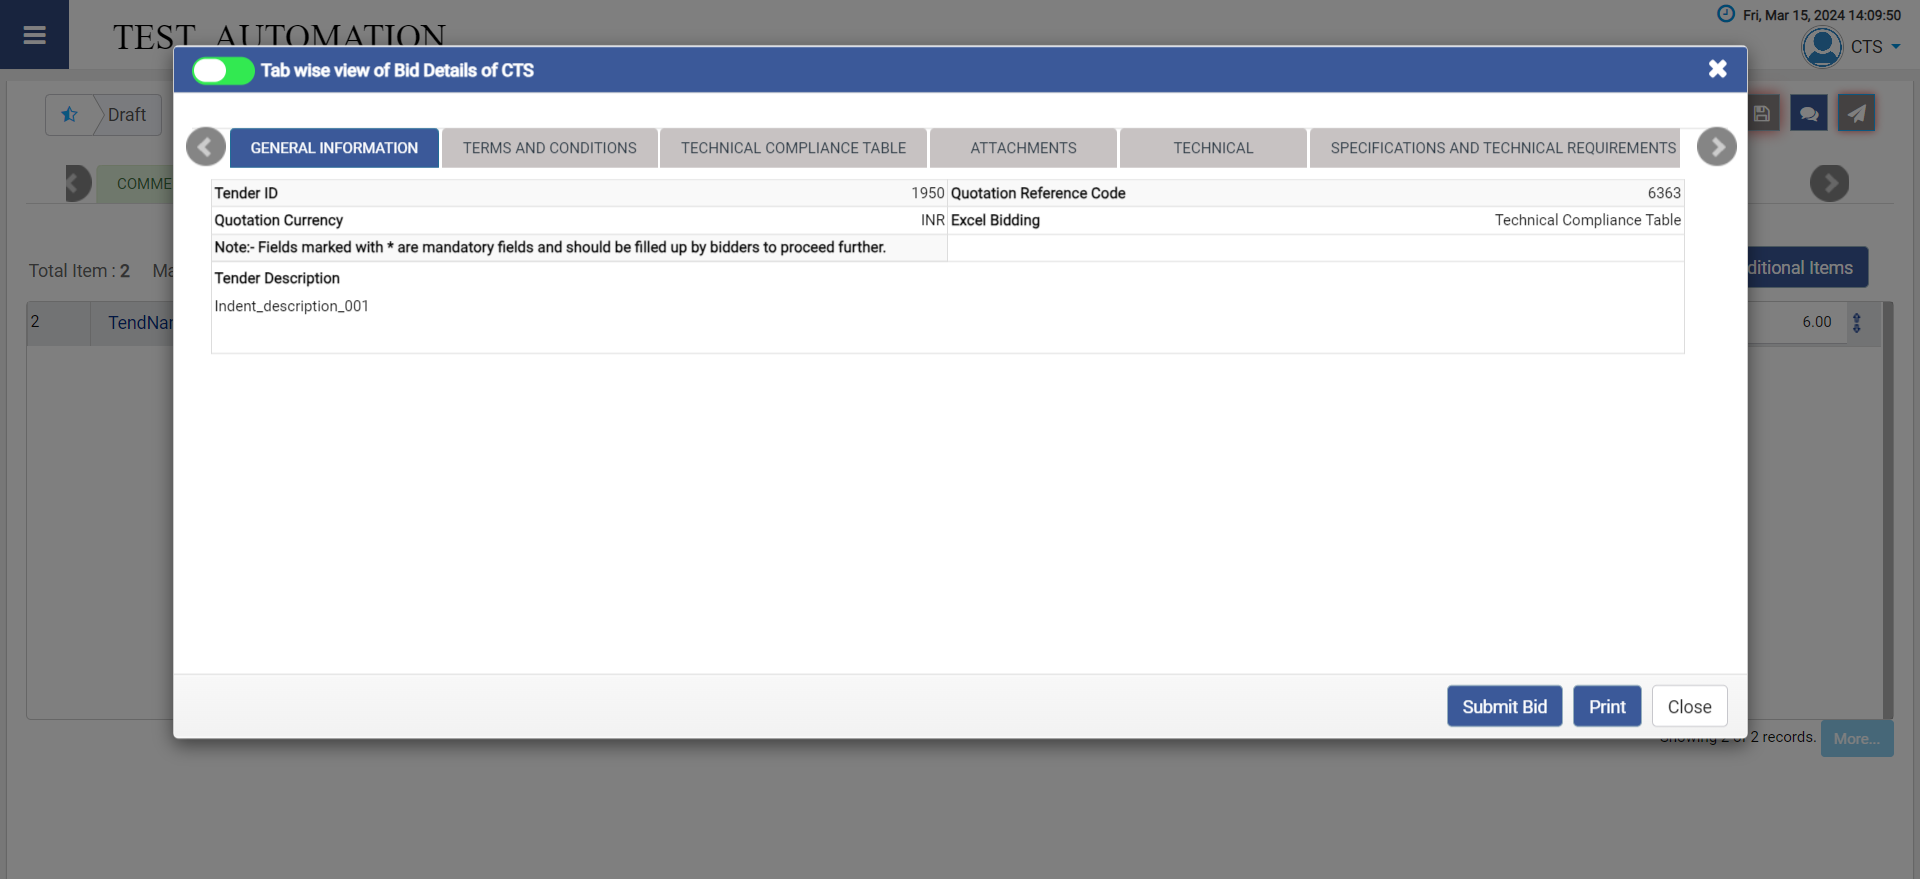 Fri, Mar 15, 2024 14:09:50
TEST AUTOMATION
CTS
Tab wise view of Bid Details of CTS
Draft
GENERAL INFORMATION TERMS AND CONDITIONS TECHNICAL COMPLIANCE TABLE ATTACHMENTS TECHNICAL SPECIFICATIONS AND TECHNICAL REQUIREMENTS
COMME
Tender ID 1950 Quotation Reference Code 6363
Quotation Currency INR Excel Bidding Technical Compliance Table
Note:- Fields marked with * are mandatory fields and should be filled up by bidders to proceed further.
Total Item : 2 Ma
ditional Items
Tender Description
Indent_description_001
2 TendNar 6.00
Submit Bid Print Close
Showing 2 of 2 records. More...